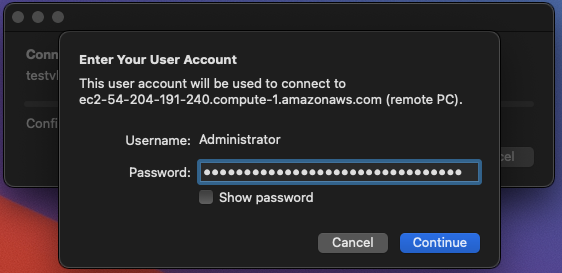 Conn
Enter Your User Account
testvl
This user account will be used to connect to
ec2-54-204-191-240.compute-1.amazonaws.com (remote PC).
Confi
Username: Administrator
Password: ••••••••••••••••••••••••••••••••
cel
Show password
Cancel
Continue